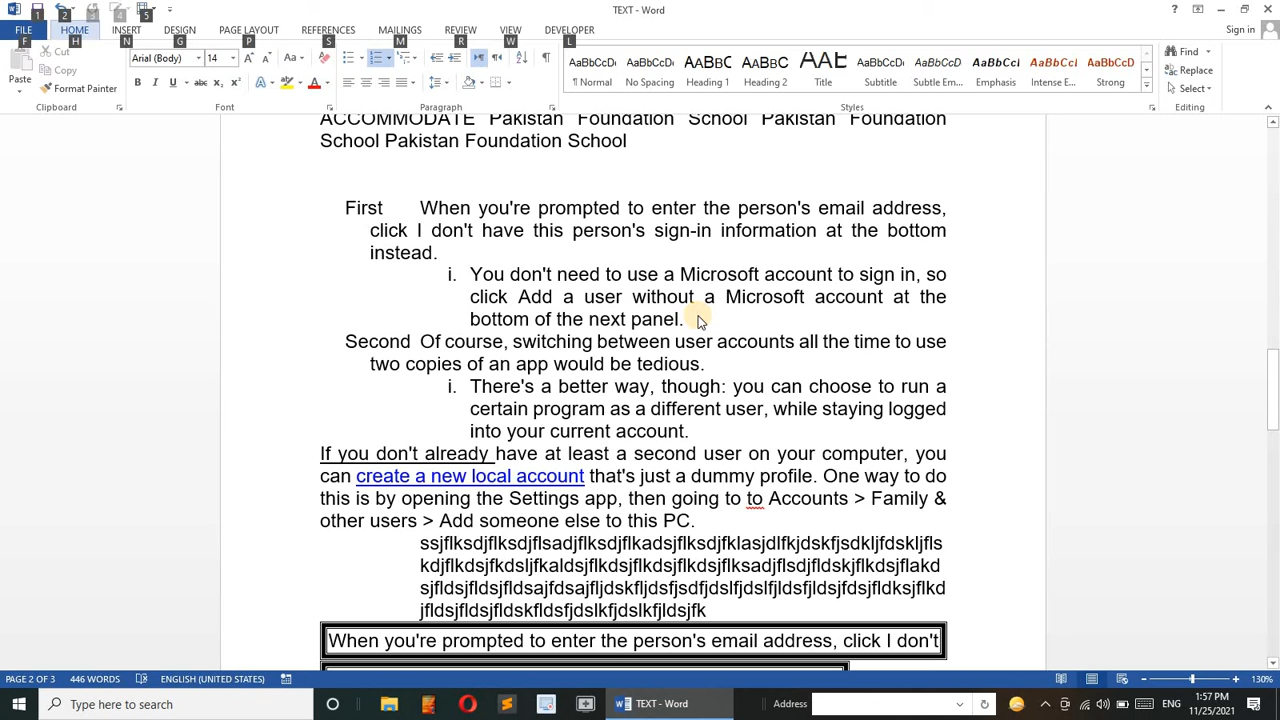 1 2 3 4 5
TEXT - Word
FILE HOME INSERT DESIGN PAGE LAYOUT REFERENCES MAILINGS REVIEW VIEW DEVELOPER
Sign in
F H N G P S M R W L
Cut
Copy
Format Painter
Paste
Arial (Body) 14
Find
Replace
Select
AaBbCcDc AaBbCcDc AaBbC AaBbC AaB AaBbCcD AaBbCcD AaBbCcI AaBbCcI AaBbCcI
¶ Normal No Spacing Heading 1 Heading 2 Title Subtitle Subtle Em... Emphasis Intense E... Strong
Clipboard Font Paragraph Styles Editing
ACCOMMODATE Pakistan Foundation School Pakistan Foundation
School Pakistan Foundation School
First When you're prompted to enter the person's email address,
click I don't have this person's sign-in information at the bottom
instead.
i. You don't need to use a Microsoft account to sign in, so
click Add a user without a Microsoft account at the
bottom of the next panel.
Second Of course, switching between user accounts all the time to use
two copies of an app would be tedious.
i. There's a better way, though: you can choose to run a
certain program as a different user, while staying logged
into your current account.
If you don't already have at least a second user on your computer, you
can create a new local account that's just a dummy profile. One way to do
this is by opening the Settings app, then going to to Accounts > Family &
other users > Add someone else to this PC.
ssjflksdjflksdjflsadjflksdjflkadsjflksdjfklasjdlfkjdskfjsdkljfdskljfls
kdjflkdsjfkdsljfkaldsjflkdsjflkdsjflkdsjflksadjflsdjfldskjflkdsjflakd
sjfldsjfldsjfldsajfdsajfljdskfljdsfjsdfjdslfjdslfjldsfjldsjfdsjfldksjflkd
jfldsjfldsjfldskfldsfjdslkfjdslkfjldsjfk
When you're prompted to enter the person's email address, click I don't
PAGE 2 OF 3 446 WORDS ENGLISH (UNITED STATES) 130%
Type here to search
TEXT - Word
Address
ENG
1:57 PM
11/25/2021